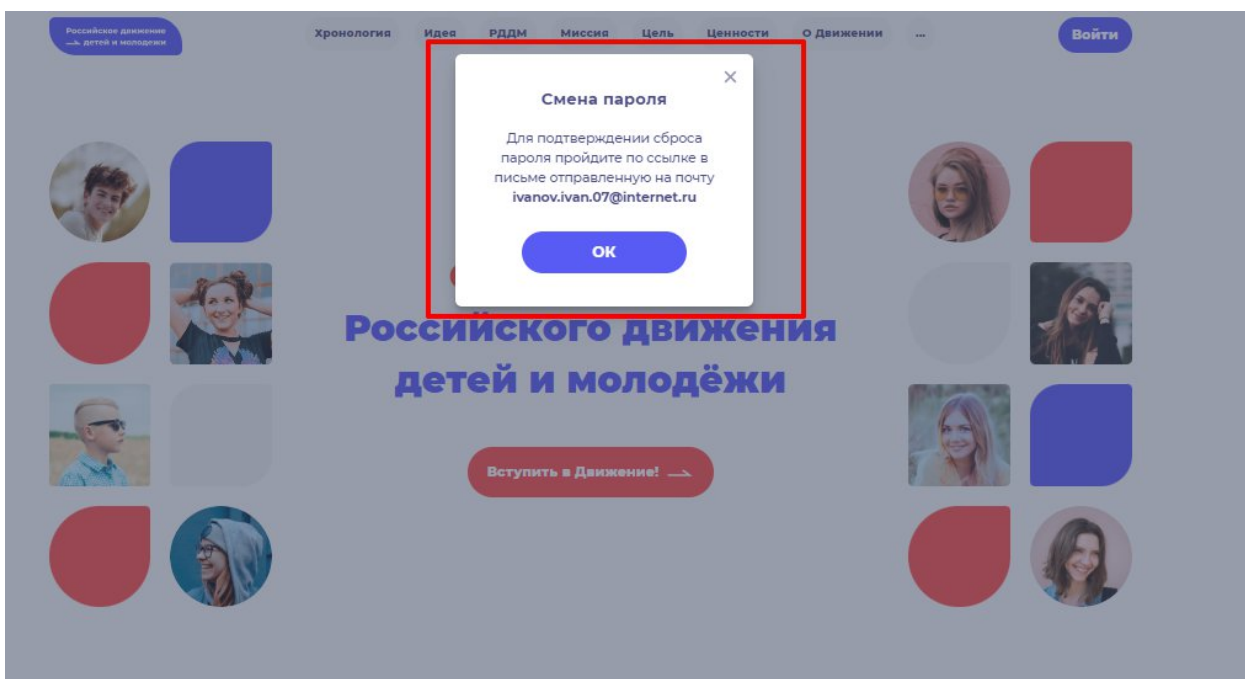 Российское движение
детей и молодежи
Хронология Идея РДДМ Миссия Цель Ценности О Движении ...
Войти
Смена пароля
Для подтверждении сброса
пароля пройдите по ссылке в
письме отправленную на почту
ivanov.ivan.07@internet.ru
ОК
Российского движения
детей и молодёжи
Вступить в Движение!